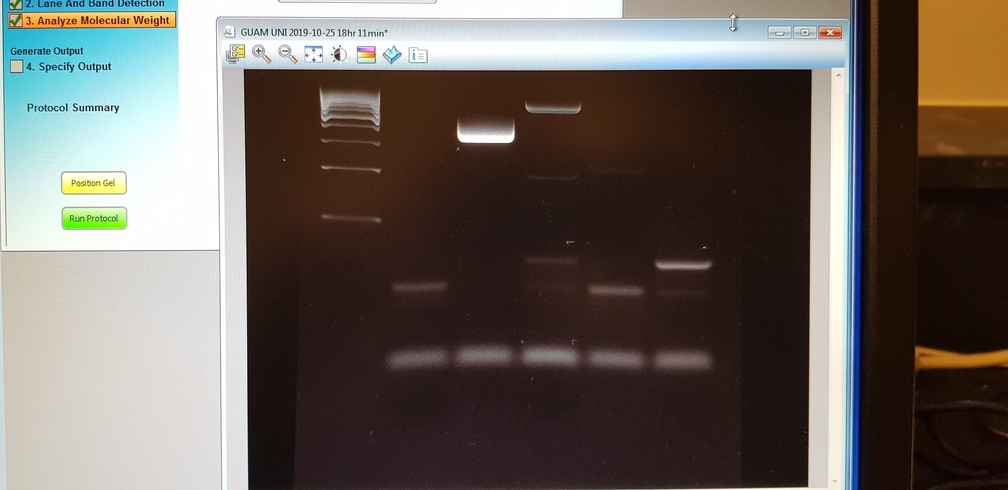 2. Lane And Band Detection
3. Analyze Molecular Weight
Generate Output
4. Specify Output
Protocol Summary
Position Gel
Run Protocol
GUAM UNI 2019-10-25 18hr 11min*